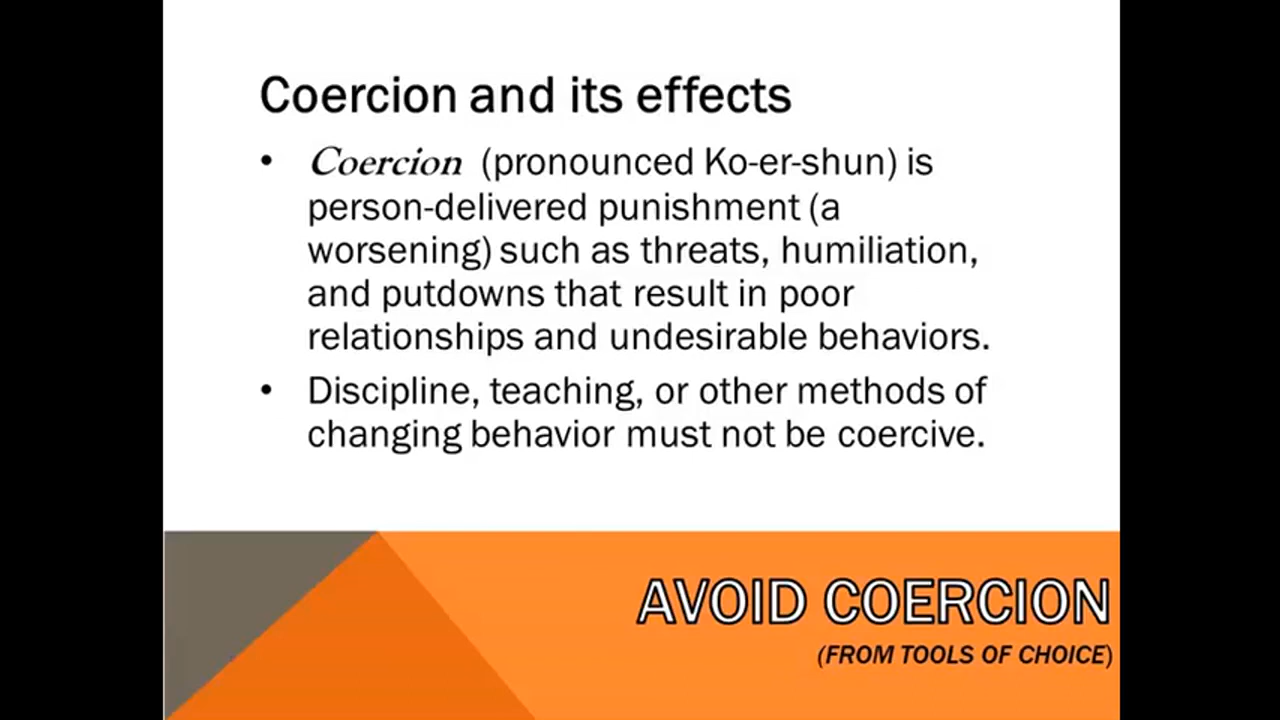 Coercion and its effects
• Coercion (pronounced Ko-er-shun) is
person-delivered punishment (a
worsening) such as threats, humiliation,
and putdowns that result in poor
relationships and undesirable behaviors.
• Discipline, teaching, or other methods of
changing behavior must not be coercive.
AVOID COERCION
(FROM TOOLS OF CHOICE)